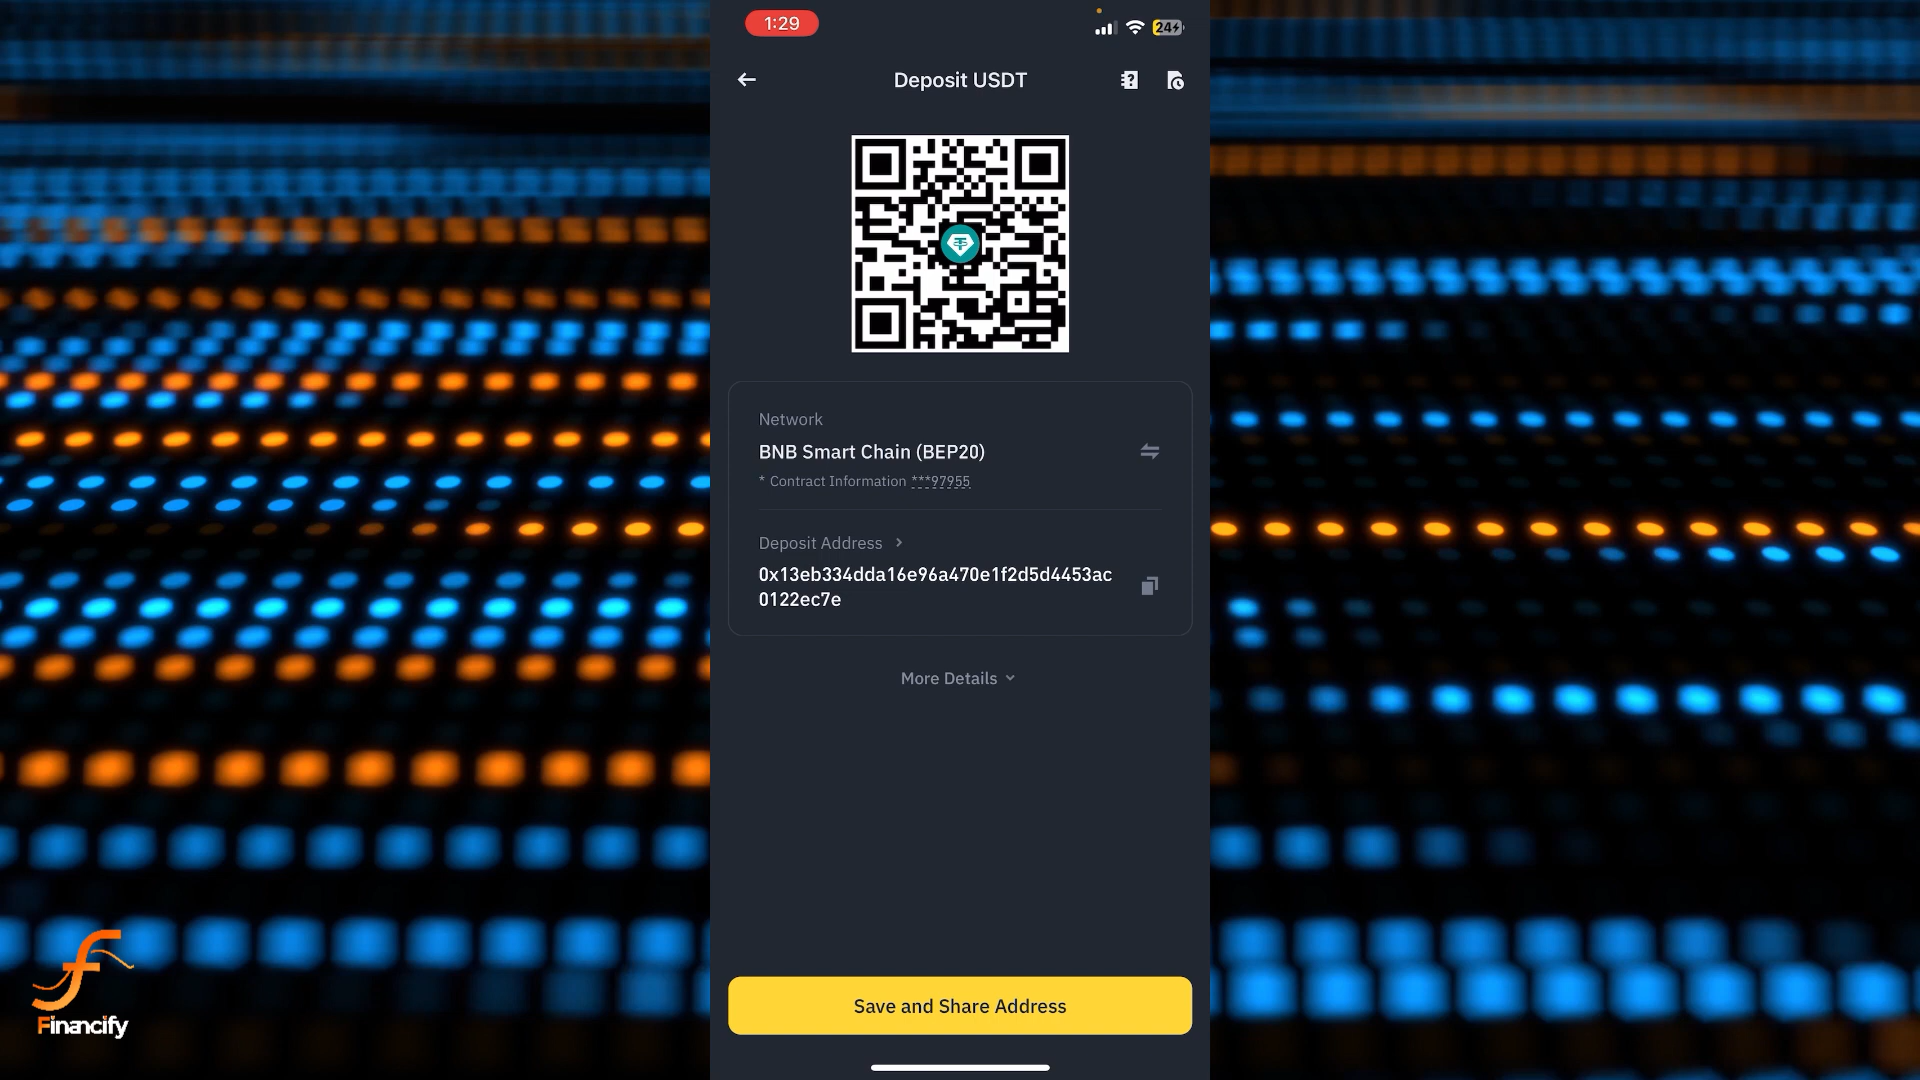 1:29
24
Deposit USDT
Network
BNB Smart Chain (BEP20)
* Contract Information ***97955
Deposit Address
0x13eb334dda16e96a470e1f2d5d4453ac
0122ec7e
More Details
Save and Share Address
Financify